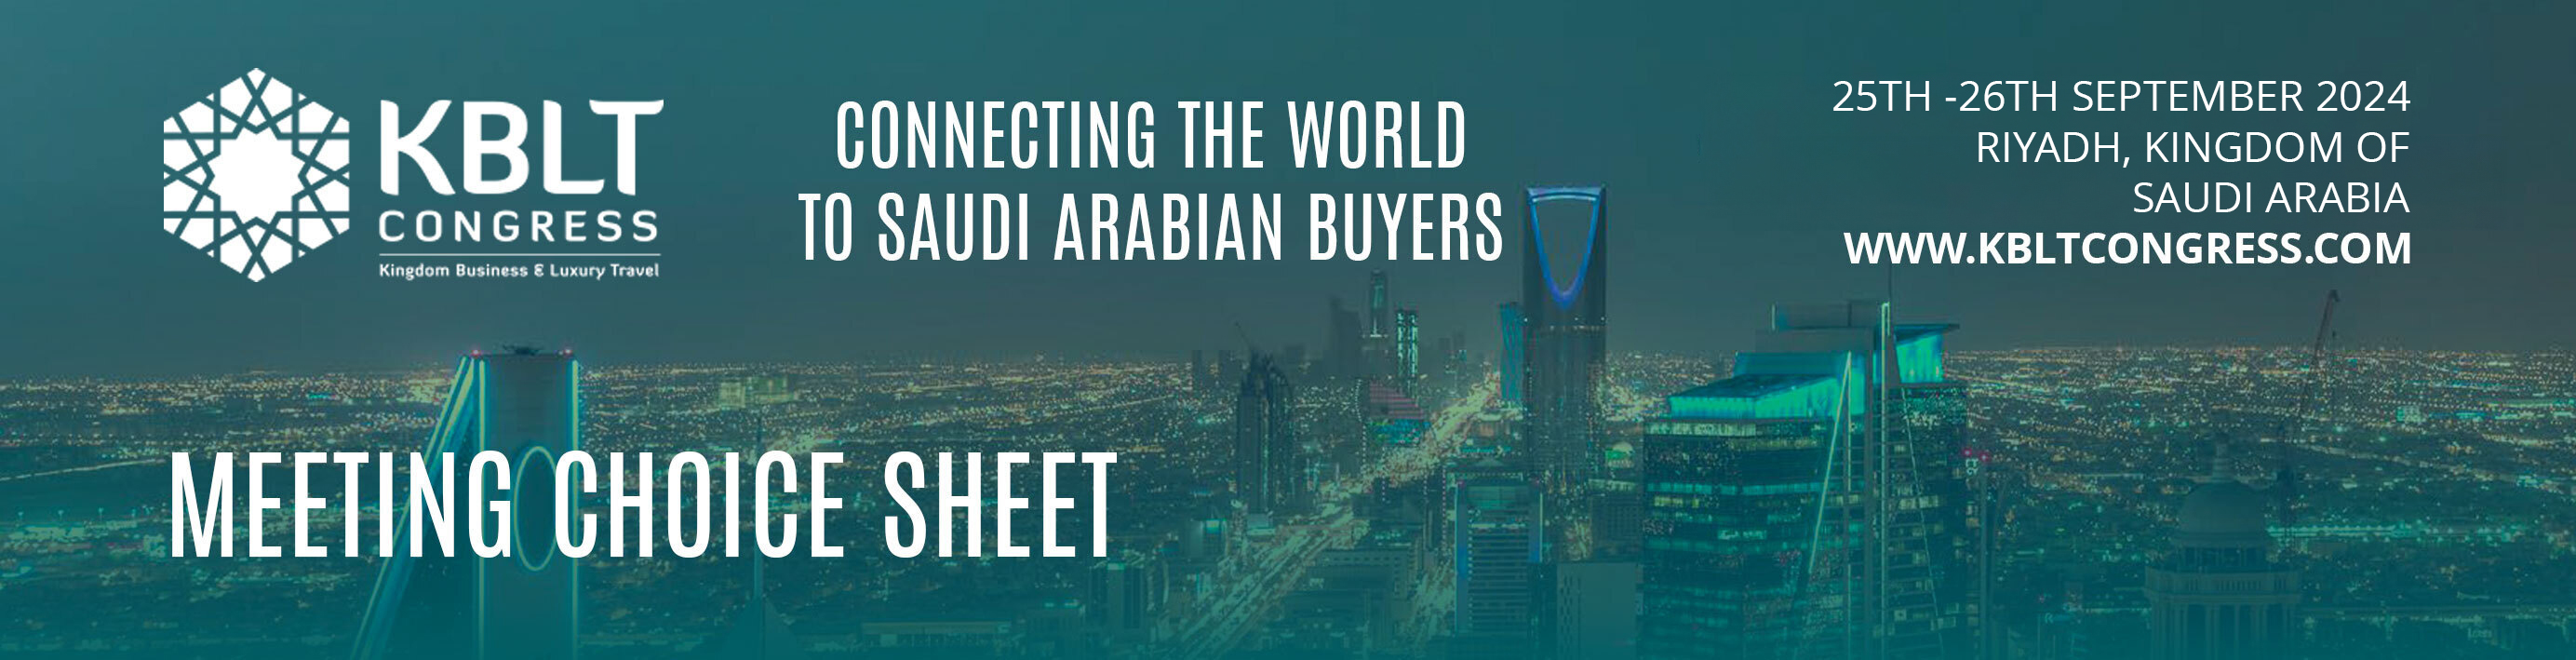 KBLT
CONGRESS
Kingdom Business & Luxury Travel
CONNECTING THE WORLD
TO SAUDI ARABIAN BUYERS
25TH -26TH SEPTEMBER 2024
RIYADH, KINGDOM OF
SAUDI ARABIA
WWW.KBLTCONGRESS.COM
MEETING CHOICE SHEET